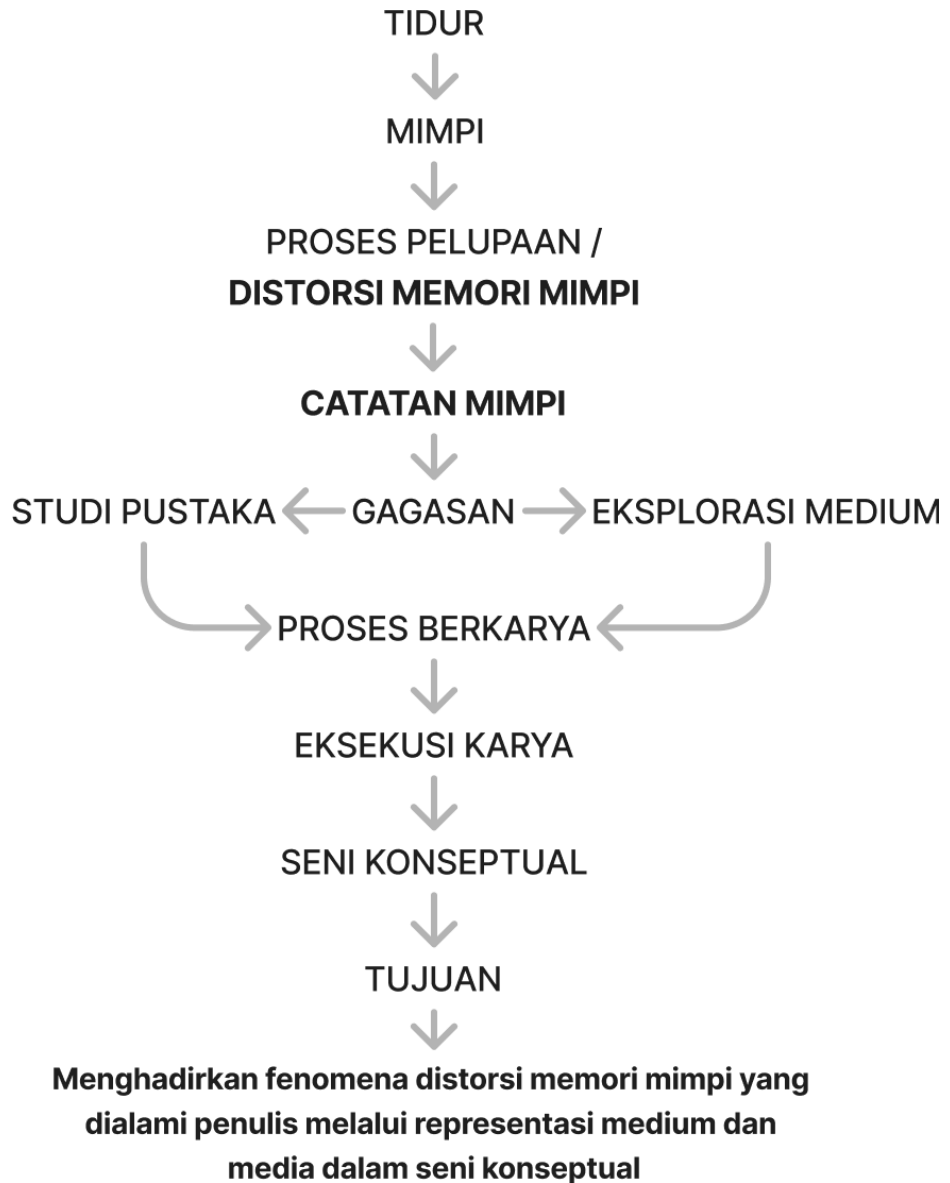 TIDUR
MIMPI
PROSES PELUPAAN /
DISTORSI MEMORI MIMPI
CATATAN MIMPI
STUDI PUSTAKA GAGASAN EKSPLORASI MEDIUM
PROSES BERKARYA
EKSEKUSI KARYA
SENI KONSEPTUAL
TUJUAN
Menghadirkan fenomena distorsi memori mimpi yang
dialami penulis melalui representasi medium dan
media dalam seni konseptual